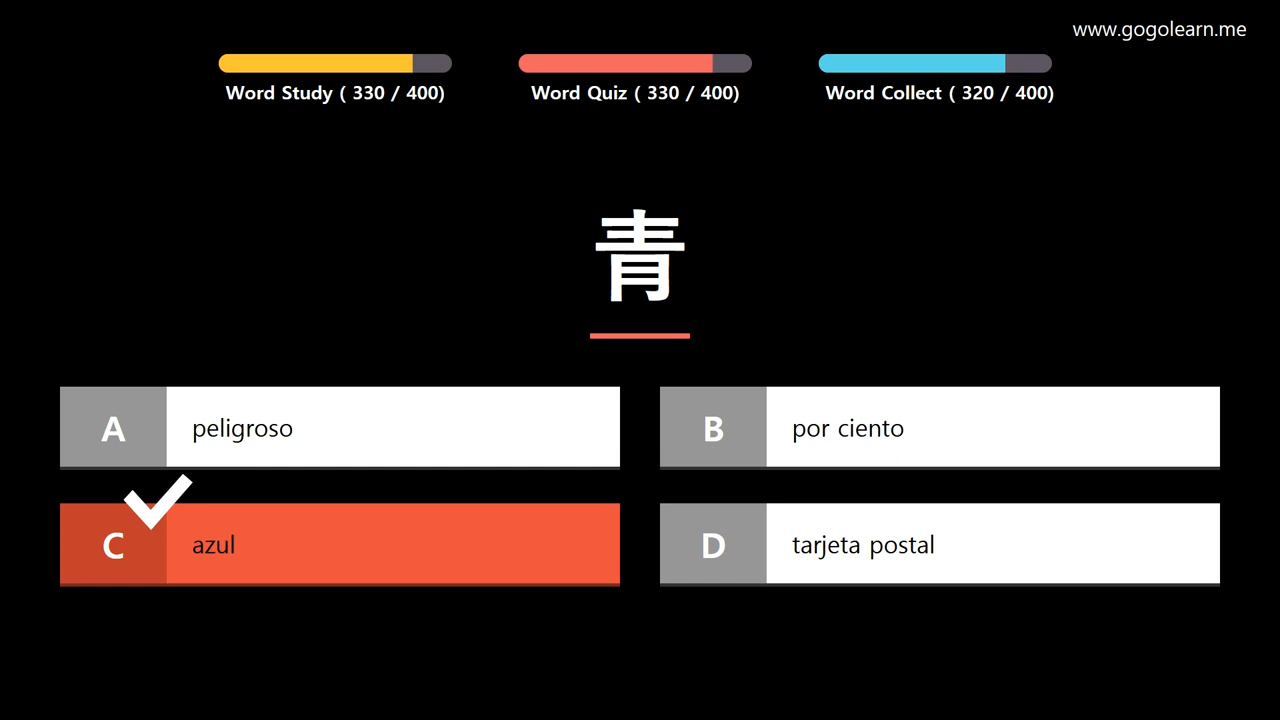 www.gogolearn.me
Word Study ( 330 / 400)
Word Quiz ( 330 / 400)
Word Collect ( 320 / 400)
青
A peligroso
B por ciento
C azul
D tarjeta postal